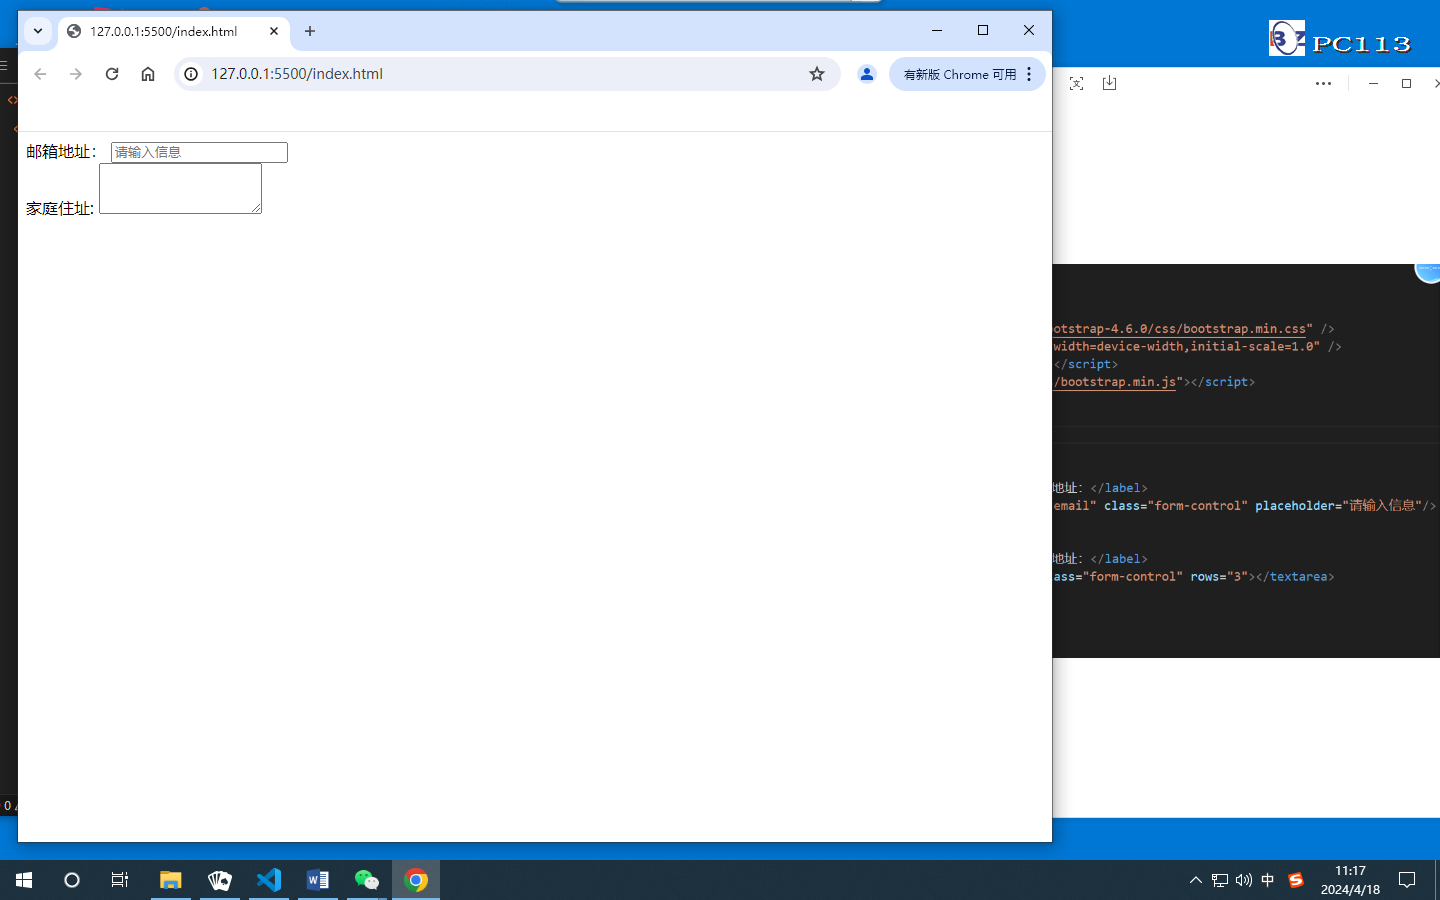 127.0.0.1:5500/index.html
PC113
127.0.0.1:5500/index.html
有新版 Chrome 可用
邮箱地址：
请输入信息
家庭住址:
otstrap-4.6.0/css/bootstrap.min.css" />
width=device-width,initial-scale=1.0" />
</script>
/bootstrap.min.js"></script>
地址：</label>
email" class="form-control" placeholder="请输入信息"/>
地址：</label>
ass="form-control" rows="3"></textarea>
0
中
11:17
2024/4/18